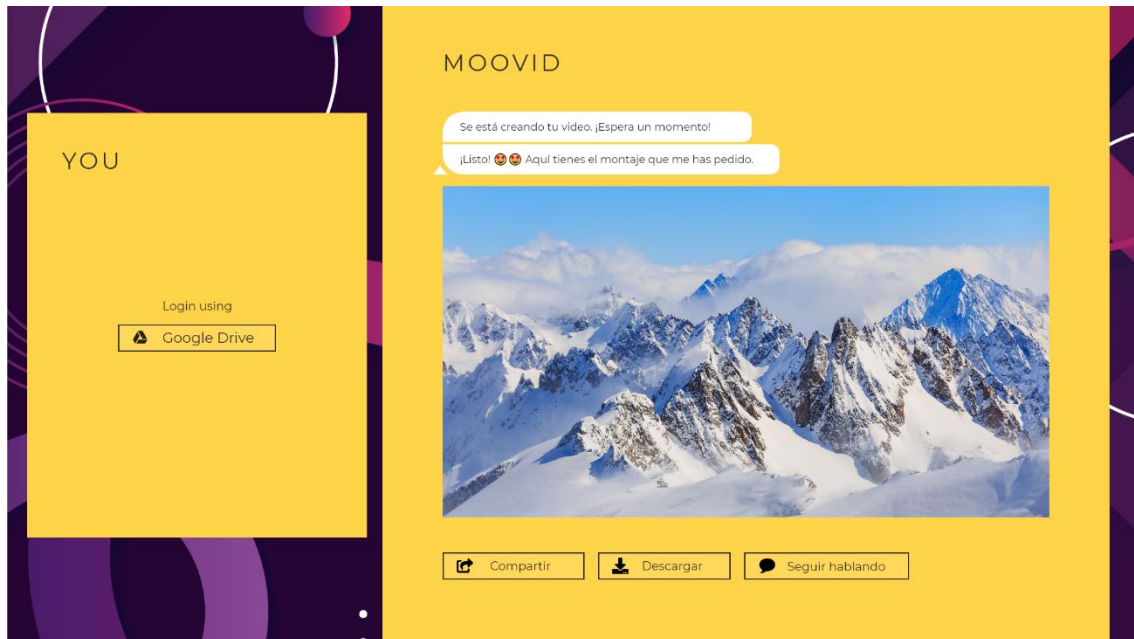 YOU
Login using
Google Drive
MOOVID
Se está creando tu video. ¡Espera un momento!
¡Listo! 🤩🤩 Aquí tienes el montaje que me has pedido.
Compartir
Descargar
Seguir hablando